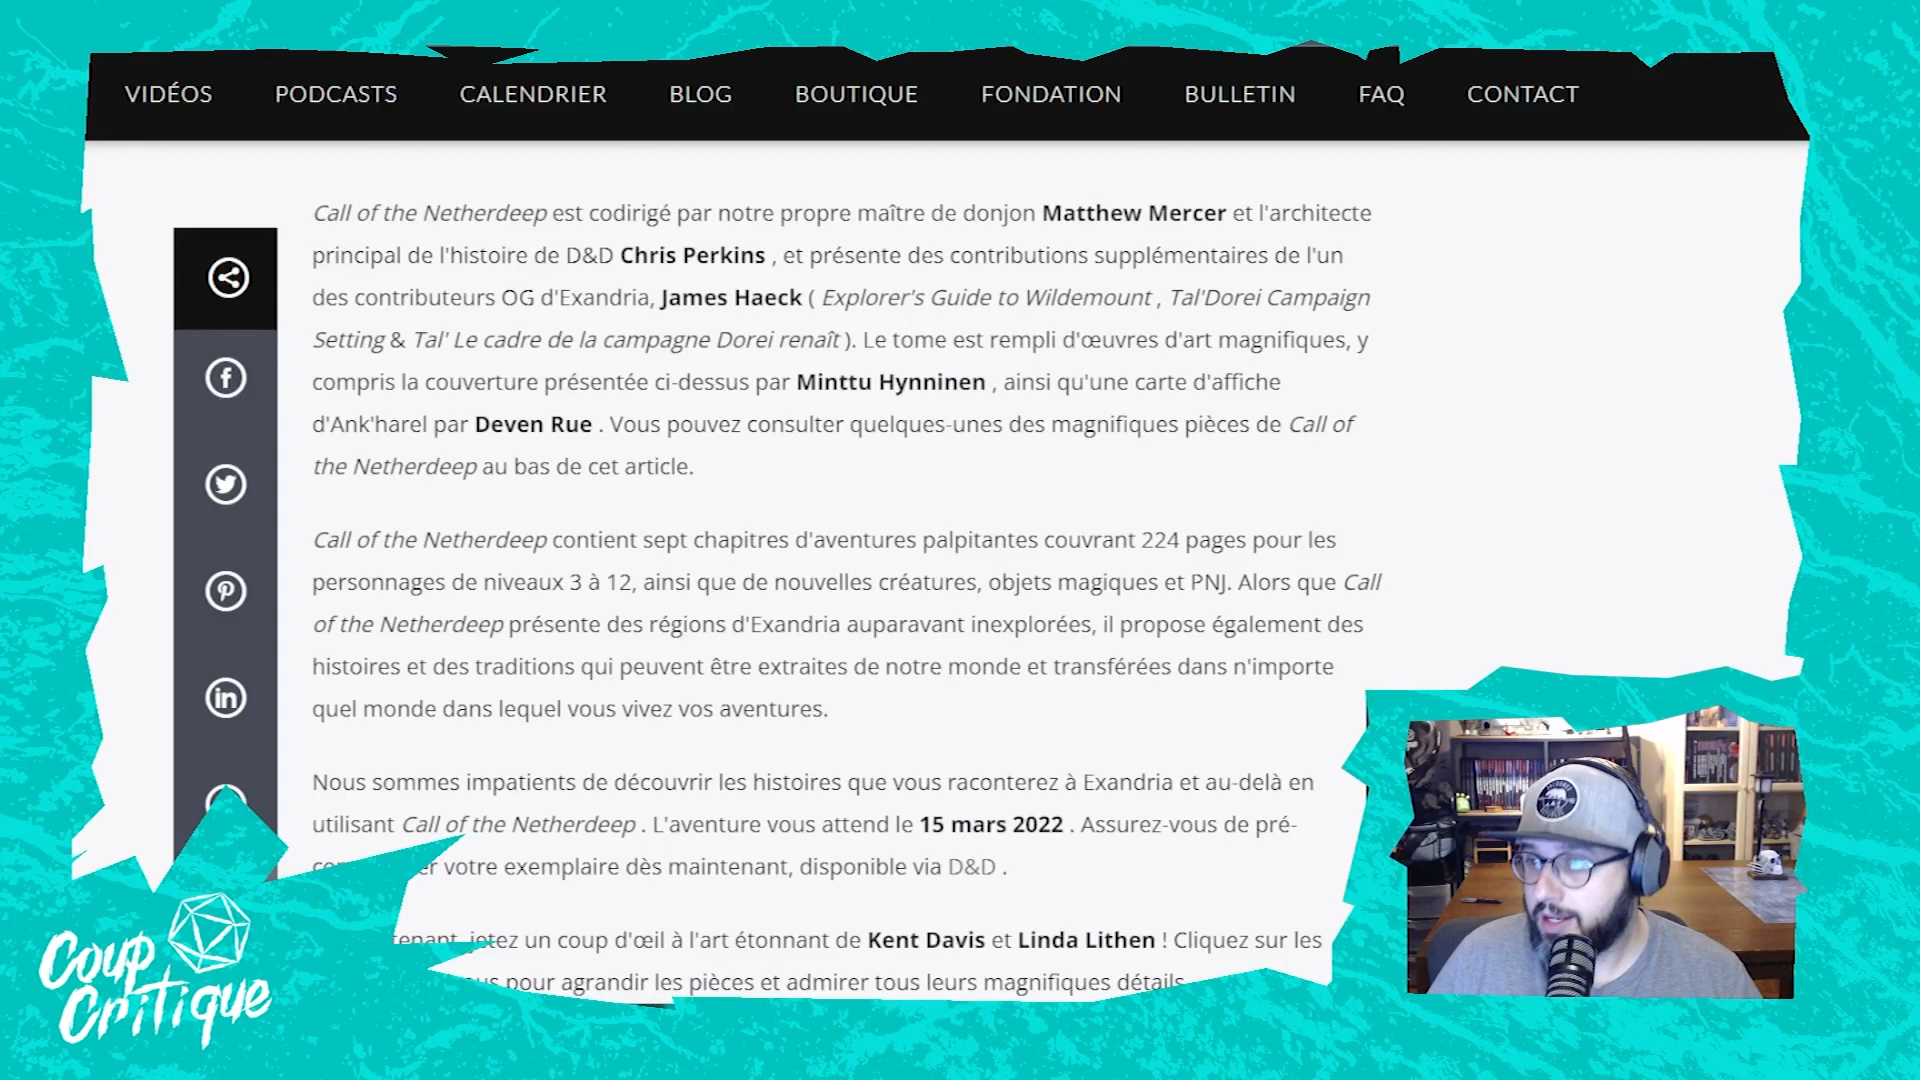 VIDÉOS PODCASTS CALENDRIER BLOG BOUTIQUE FONDATION BULLETIN FAQ CONTACT
Call of the Netherdeep est codirigé par notre propre maître de donjon Matthew Mercer et l'architecte
principal de l'histoire de D&D Chris Perkins , et présente des contributions supplémentaires de l'un
des contributeurs OG d'Exandria, James Haeck ( Explorer's Guide to Wildemount , Tal'Dorei Campaign
Setting & Tal' Le cadre de la campagne Dorei renaît ). Le tome est rempli d'œuvres d'art magnifiques, y
compris la couverture présentée ci-dessus par Minttu Hynninen , ainsi qu'une carte d'affiche
d'Ank'harel par Deven Rue . Vous pouvez consulter quelques-unes des magnifiques pièces de Call of
the Netherdeep au bas de cet article.
Call of the Netherdeep contient sept chapitres d'aventures palpitantes couvrant 224 pages pour les
personnages de niveaux 3 à 12, ainsi que de nouvelles créatures, objets magiques et PNJ. Alors que Call
of the Netherdeep présente des régions d'Exandria auparavant inexplorées, il propose également des
histoires et des traditions qui peuvent être extraites de notre monde et transférées dans n'importe
quel monde dans lequel vous vivez vos aventures.
Nous sommes impatients de découvrir les histoires que vous raconterez à Exandria et au-delà en
utilisant Call of the Netherdeep . L'aventure vous attend le 15 mars 2022 . Assurez-vous de pré-
votre exemplaire dès maintenant, disponible via D&D .
jetez un coup d'œil à l'art étonnant de Kent Davis et Linda Lithen ! Cliquez sur les
pour agrandir les pièces et admirer tous leurs magnifiques détails
Coup
Critique